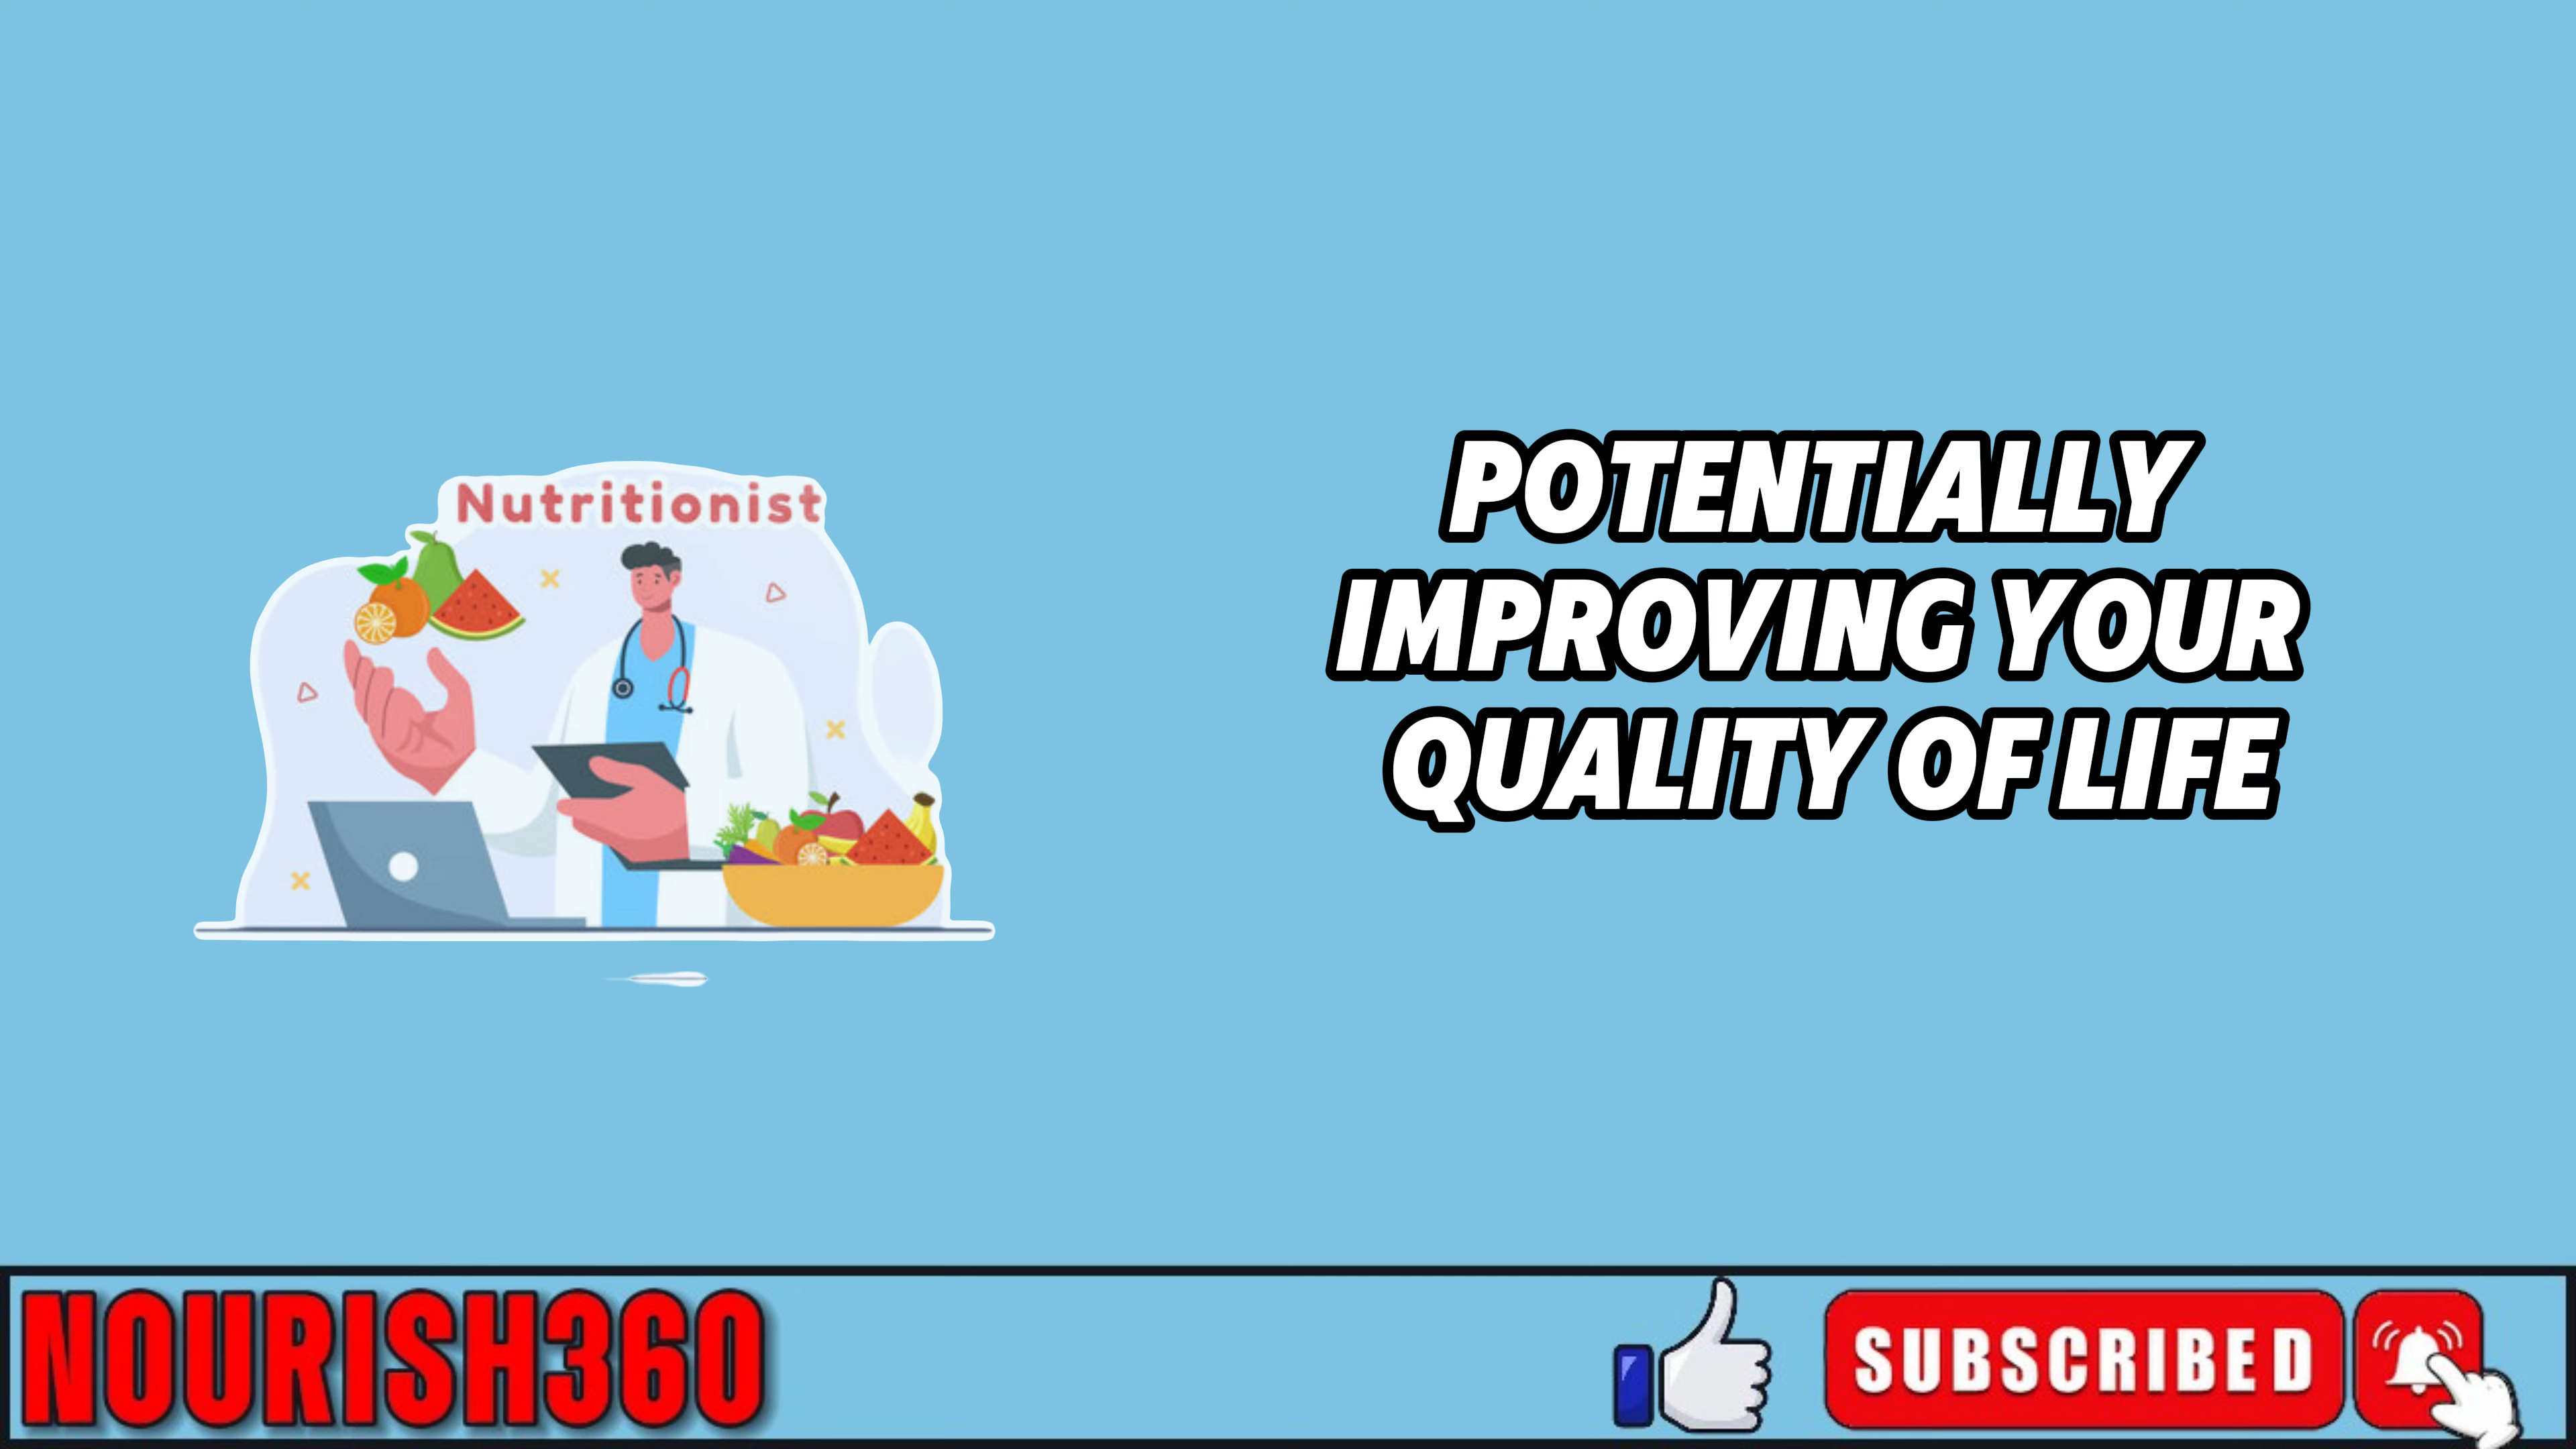 Nutritionist
POTENTIALLY
IMPROVING YOUR
QUALITY OF LIFE
NOURISH360
SUBSCRIBED